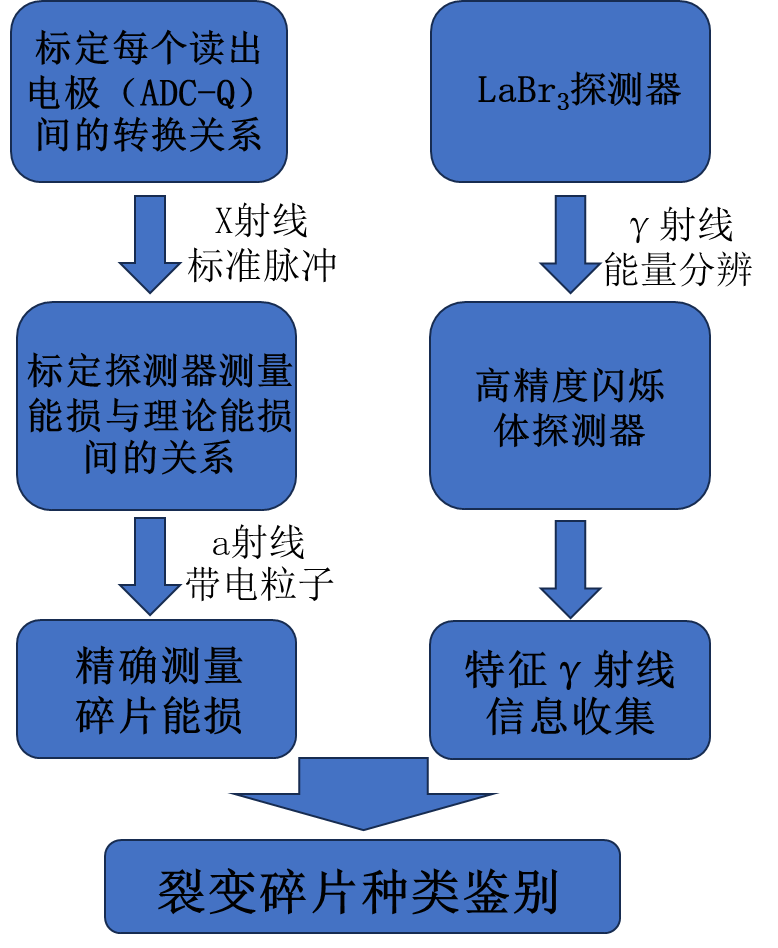 标定每个读出
电极（ADC-Q）
间的转换关系
X射线
标准脉冲
标定探测器测量
能损与理论能损
间的关系
a射线
带电粒子
精确测量
碎片能损
LaBr₃探测器
γ射线
能量分辨
高精度闪烁
体探测器
特征γ射线
信息收集
裂变碎片种类鉴别